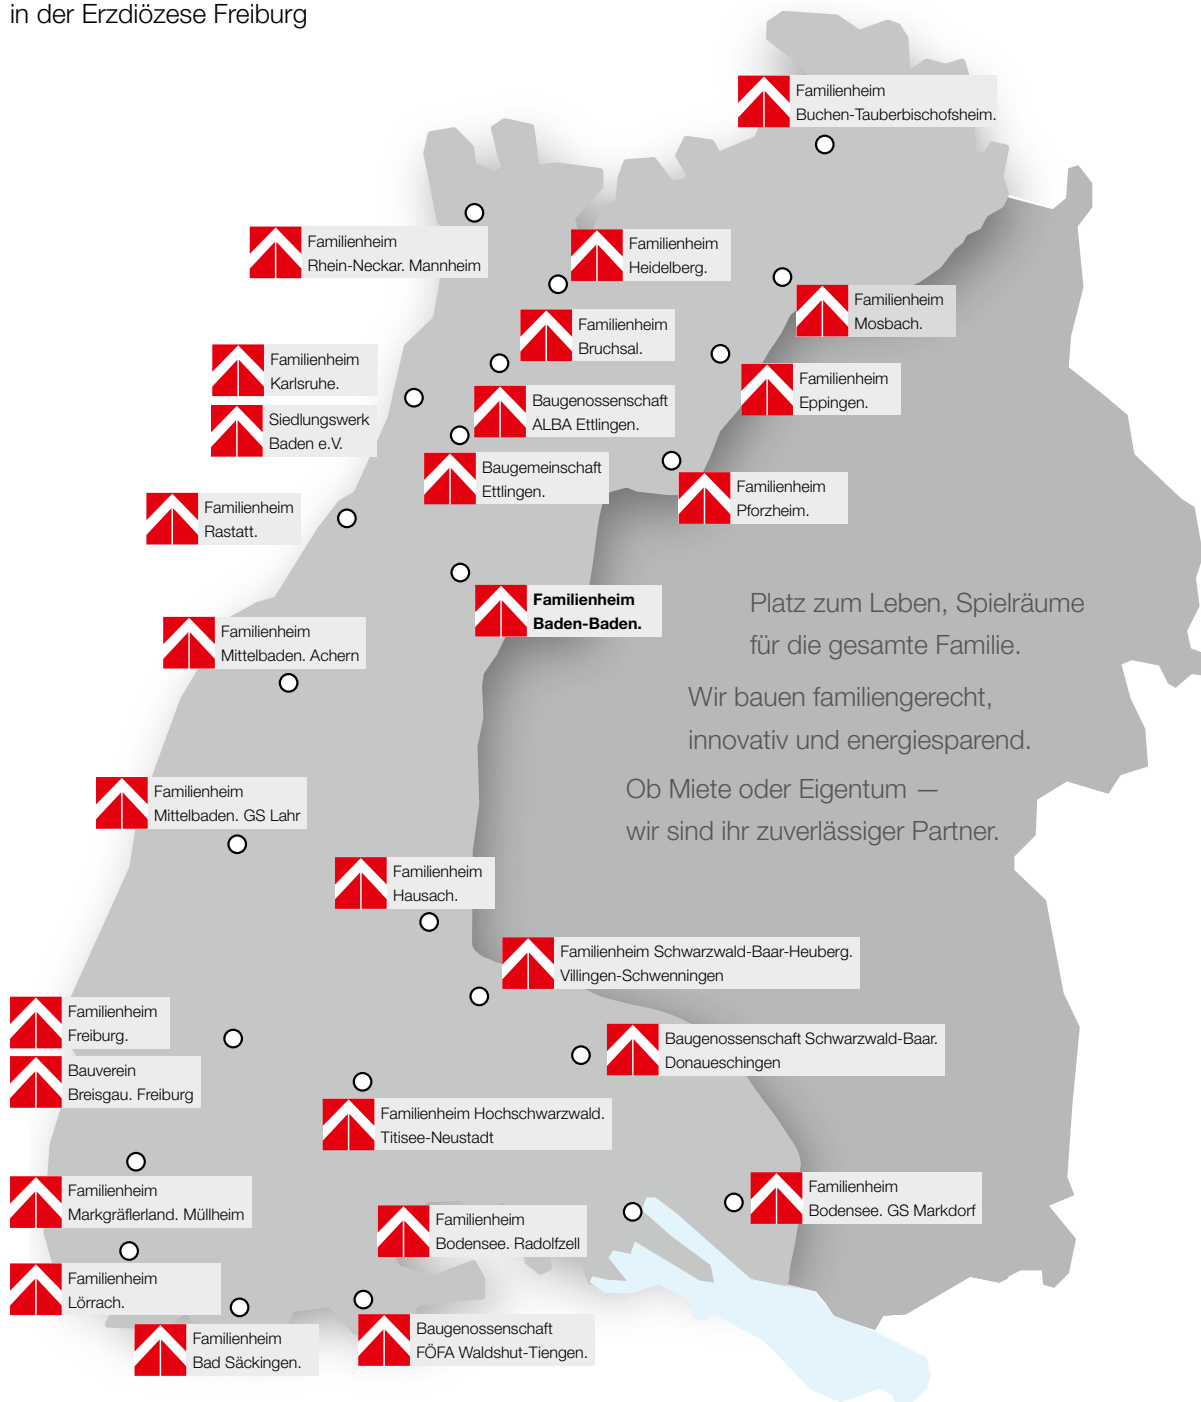 in der Erzdiözese Freiburg
Familienheim
Buchen-Tauberbischofsheim.
Familienheim
Rhein-Neckar. Mannheim
Familienheim
Heidelberg.
Familienheim
Mosbach.
Familienheim
Bruchsal.
Familienheim
Karlsruhe.
Familienheim
Eppingen.
Baugenossenschaft
ALBA Ettlingen.
Siedlungswerk
Baden e.V.
Baugemeinschaft
Ettlingen.
Familienheim
Pforzheim.
Familienheim
Rastatt.
Familienheim
Baden-Baden.
Platz zum Leben, Spielräume
für die gesamte Familie.
Familienheim
Mittelbaden. Achern
Wir bauen familiengerecht,
innovativ und energiesparend.
Ob Miete oder Eigentum —
wir sind ihr zuverlässiger Partner.
Familienheim
Mittelbaden. GS Lahr
Familienheim
Hausach.
Familienheim Schwarzwald-Baar-Heuberg.
Villingen-Schwenningen
Familienheim
Freiburg.
Baugenossenschaft Schwarzwald-Baar.
Donaueschingen
Bauverein
Breisgau. Freiburg
Familienheim Hochschwarzwald.
Titisee-Neustadt
Familienheim
Markgräflerland. Müllheim
Familienheim
Bodensee. GS Markdorf
Familienheim
Bodensee. Radolfzell
Familienheim
Lörrach.
Baugenossenschaft
FÖFA Waldshut-Tiengen.
Familienheim
Bad Säckingen.